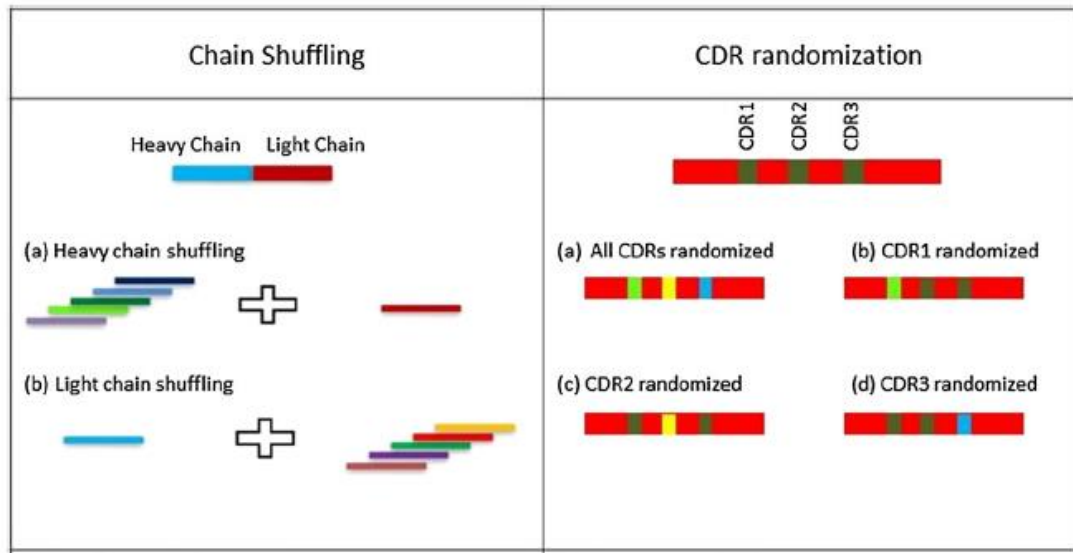 Chain Shuffling
CDR randomization
Heavy Chain Light Chain
CDR1
CDR2
CDR3
(a) Heavy chain shuffling
(b) Light chain shuffling
(a) All CDRs randomized
(b) CDR1 randomized
(c) CDR2 randomized
(d) CDR3 randomized